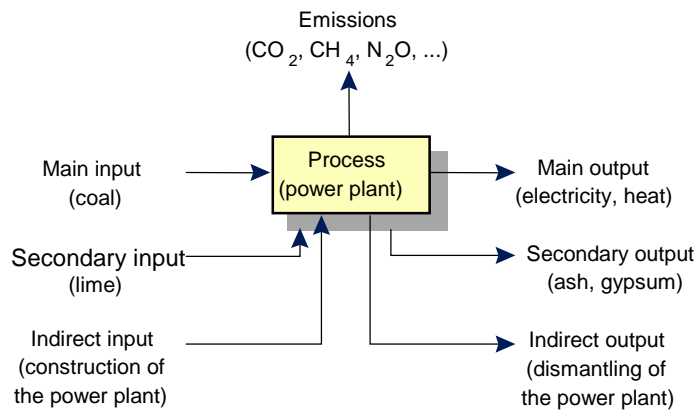 Emissions
(CO2, CH4, N2O, ...)
Process
(power plant)
Main input
(coal)
Main output
(electricity, heat)
Secondary input
(lime)
Secondary output
(ash, gypsum)
Indirect input
(construction of
the power plant)
Indirect output
(dismantling of
the power plant)